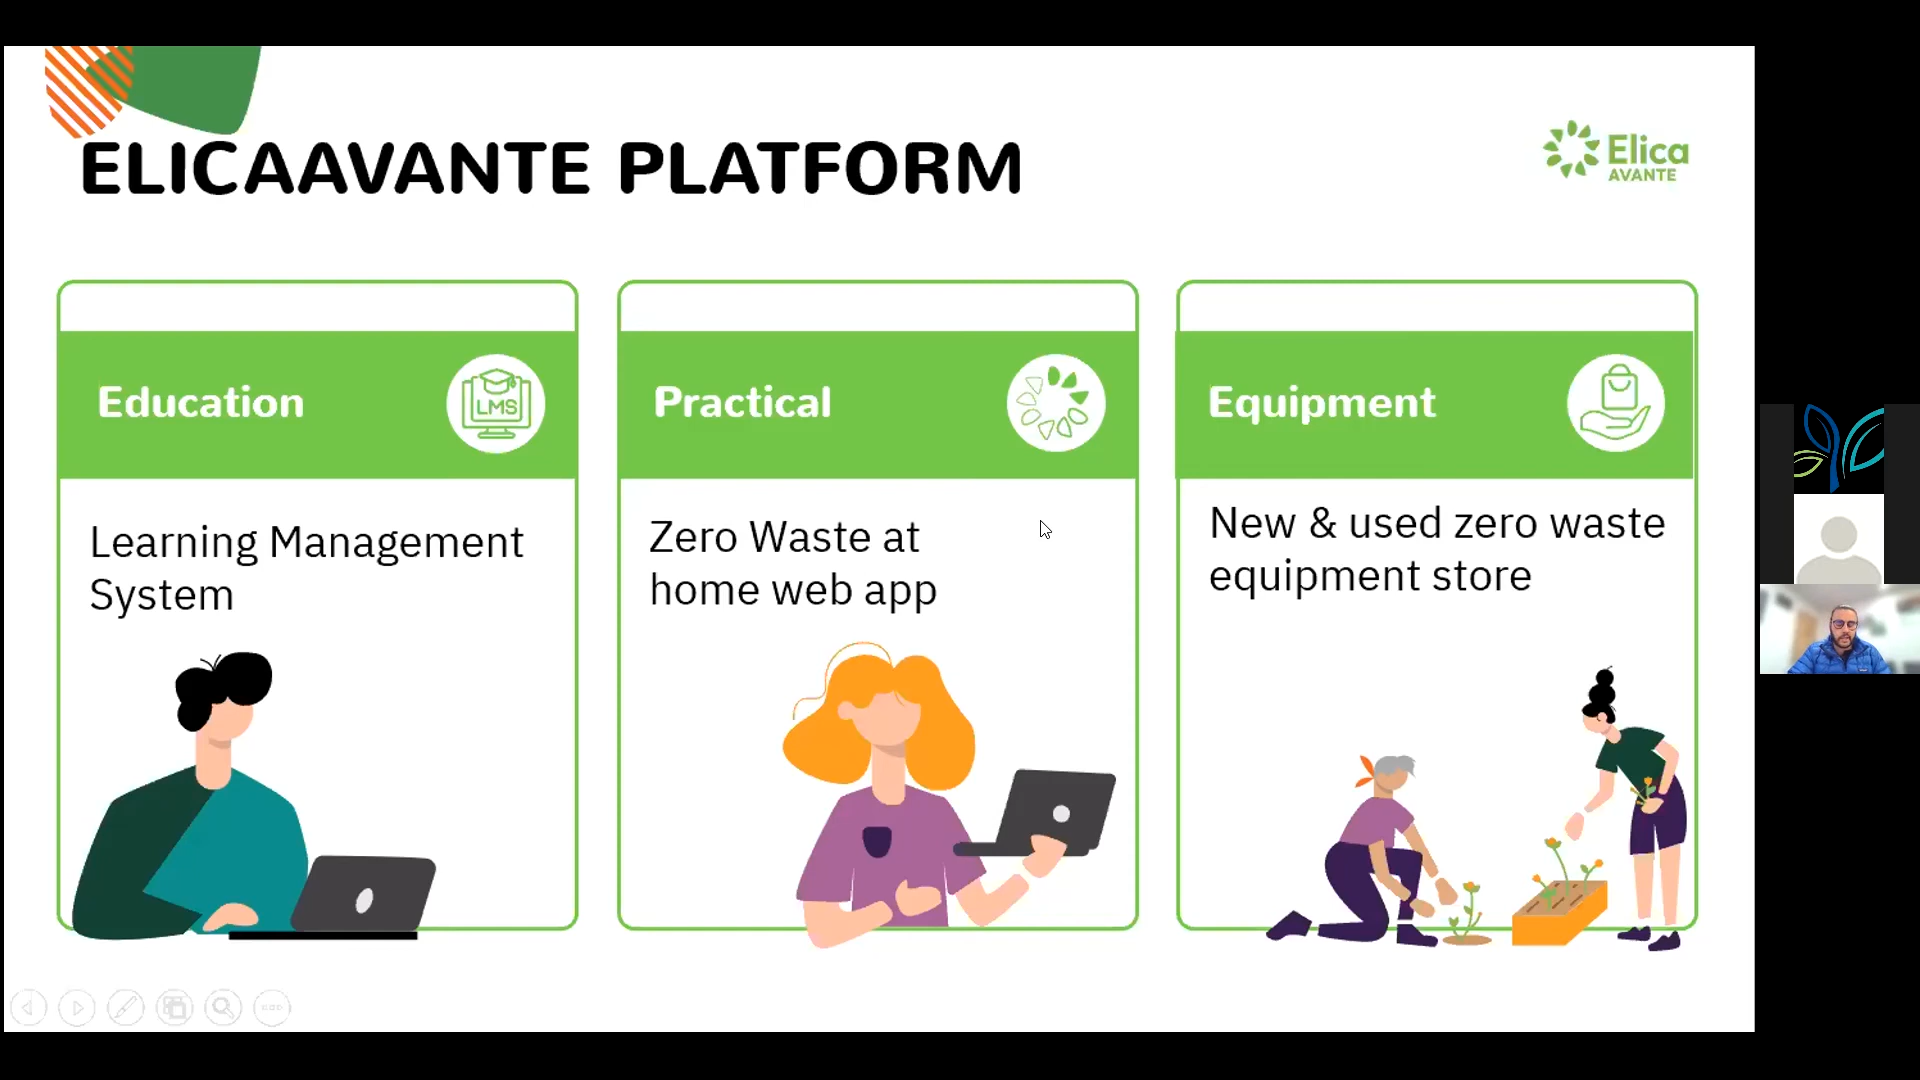 ELICAAVANTE PLATFORM
Elica
AVANTE
Education
LMS
Learning Management
System
Practical
Zero Waste at
home web app
Equipment
New & used zero waste
equipment store